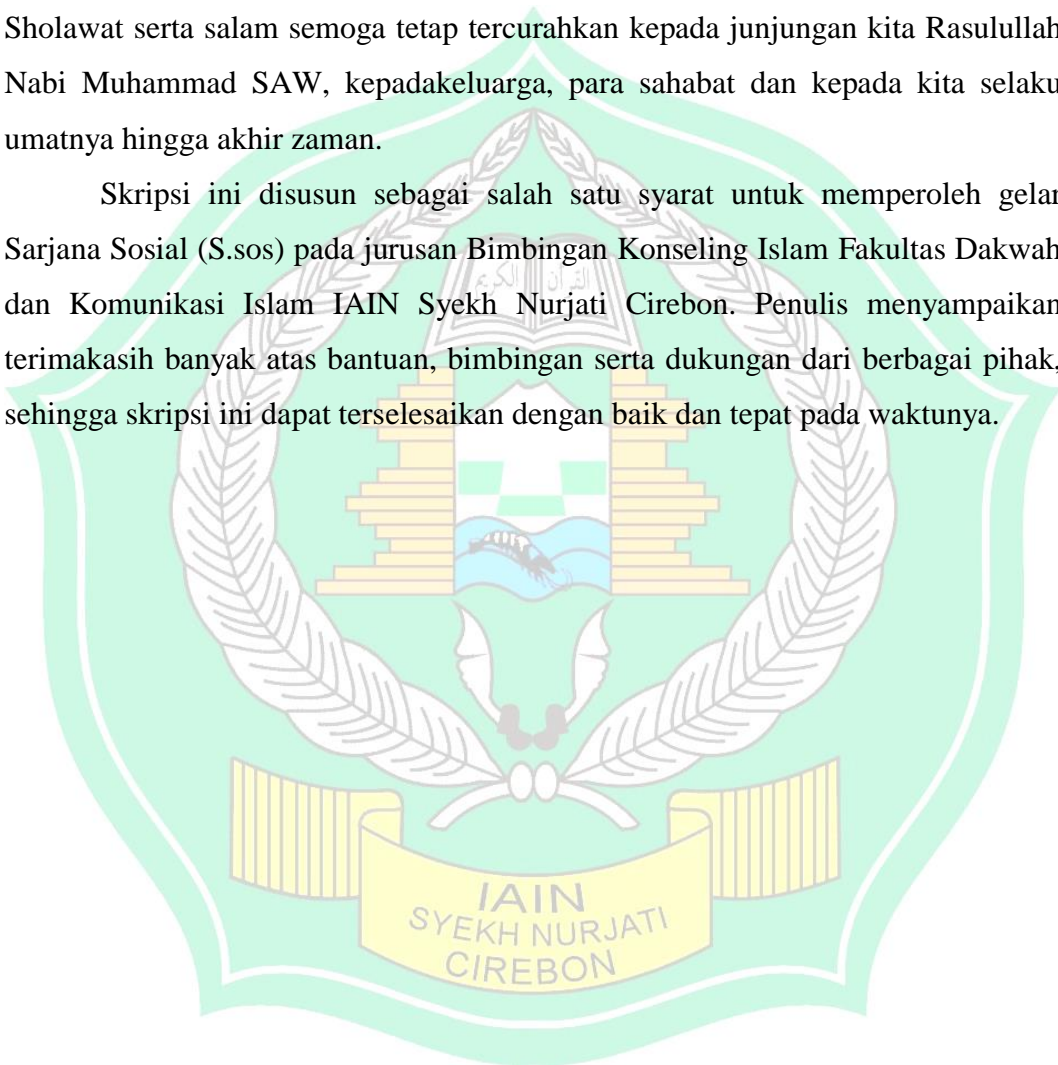 Sholawat serta salam semoga tetap tercurahkan kepada junjungan kita Rasulullah
Nabi Muhammad SAW, kepadakeluarga, para sahabat dan kepada kita selaku
umatnya hingga akhir zaman.
Skripsi ini disusun sebagai salah satu syarat untuk memperoleh gelar
Sarjana Sosial (S.sos) pada jurusan Bimbingan Konseling Islam Fakultas Dakwah
dan Komunikasi Islam IAIN Syekh Nurjati Cirebon. Penulis menyampaikan
terimakasih banyak atas bantuan, bimbingan serta dukungan dari berbagai pihak,
sehingga skripsi ini dapat terselesaikan dengan baik dan tepat pada waktunya.
القرآن الكريم
IAIN
SYEKH NURJATI
CIREBON